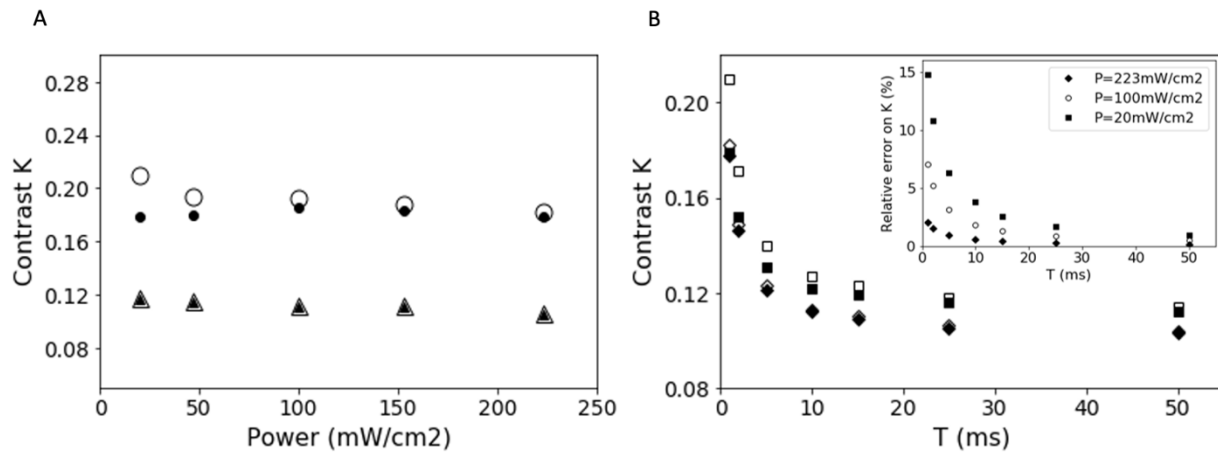 A
B
Contrast K
0.28
0.24
0.20
0.16
0.12
0.08
0
50
100
150
200
250
Power (mW/cm2)
Contrast K
0.20
0.16
0.12
0.08
0
10
20
30
40
50
T (ms)
Relative error on K (%)
15
10
5
0
0
10
20
30
40
50
T (ms)
P=223mW/cm2
P=100mW/cm2
P=20mW/cm2